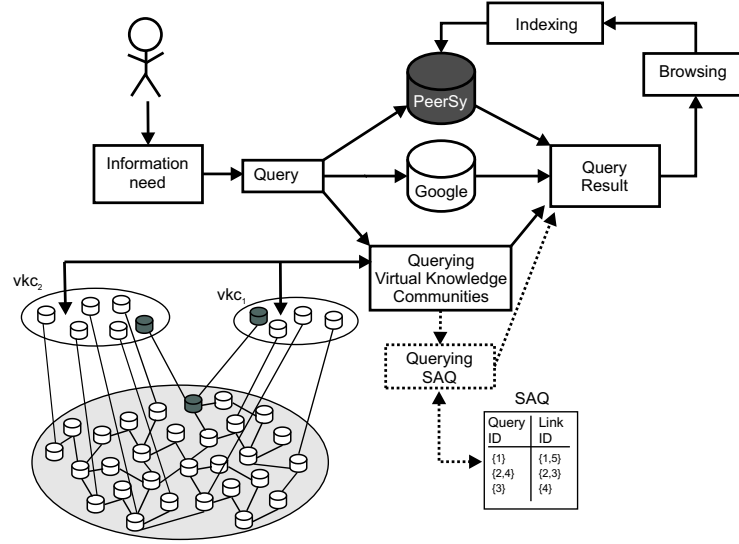 Indexing
Browsing
PeerSy
Information
need
Query
Google
Query
Result
Querying
Virtual Knowledge
Communities
vkc2
vkc1
Querying
SAQ
SAQ
Query Link
ID ID
{1} {1,5}
{2,4} {2,3}
{3} {4}